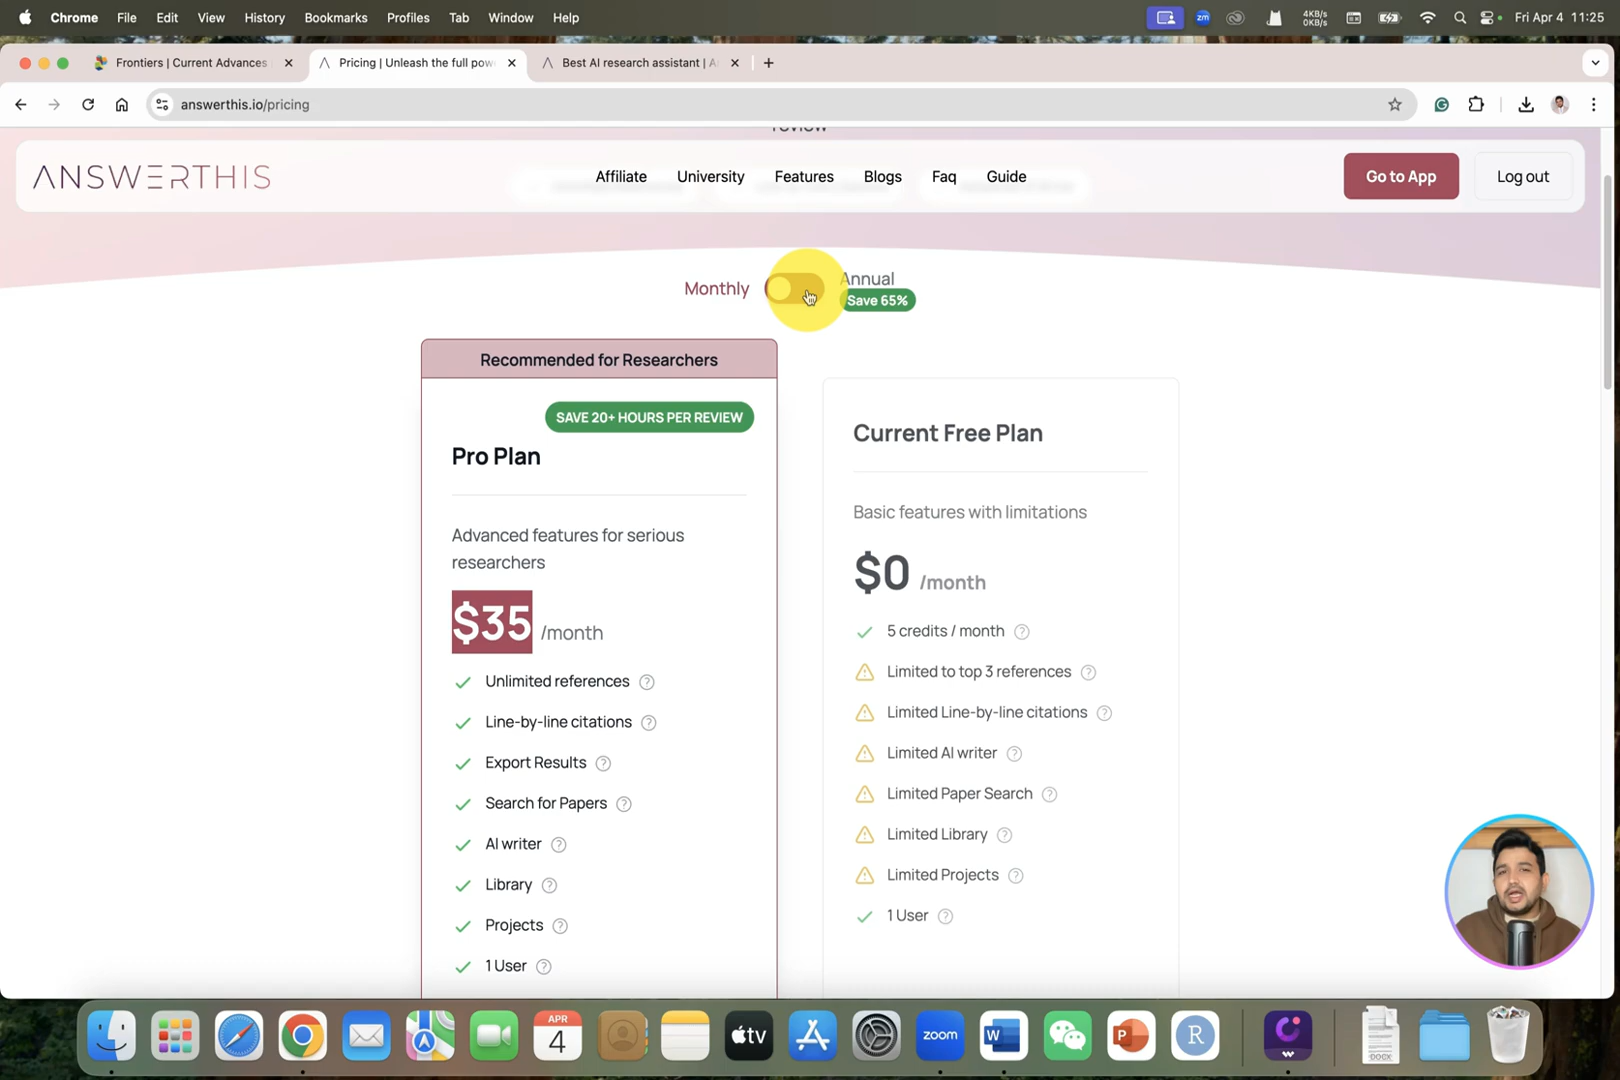 Chrome File Edit View History Bookmarks Profiles Tab Window Help
zm
4KB/s
0KB/s
Fri Apr 4 11:25
Frontiers | Current Advances
Pricing | Unleash the full pow
Best AI research assistant | A
answerthis.io/pricing
review
ANSWERTHIS
Affiliate University Features Blogs Faq Guide
Go to App
Log out
Monthly
Annual
Save 65%
Recommended for Researchers
SAVE 20+ HOURS PER REVIEW
Pro Plan
Advanced features for serious
researchers
$35 /month
Unlimited references
Line-by-line citations
Export Results
Search for Papers
AI writer
Library
Projects
1 User
Current Free Plan
Basic features with limitations
$0 /month
5 credits / month
Limited to top 3 references
Limited Line-by-line citations
Limited AI writer
Limited Paper Search
Limited Library
Limited Projects
1 User
APR
4
tv
zoom
W
P
R
DOCX